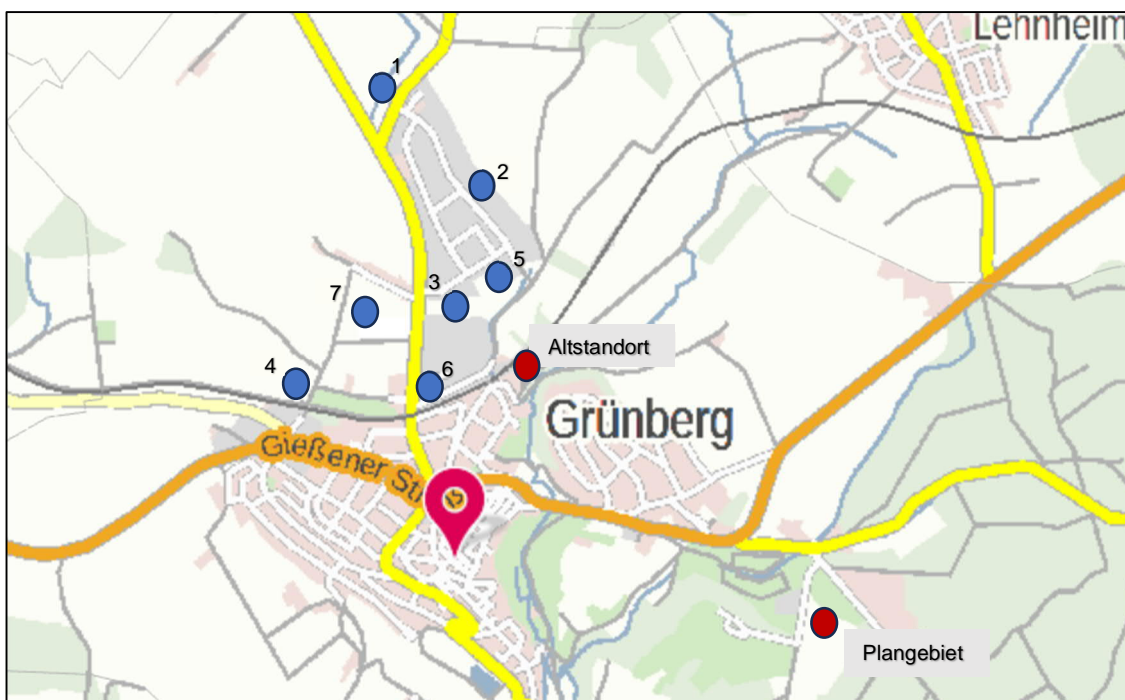 Lehnheim
1
2
5
3
7
Altstandort
6
4
Grünberg
Gießener Str
Plangebiet